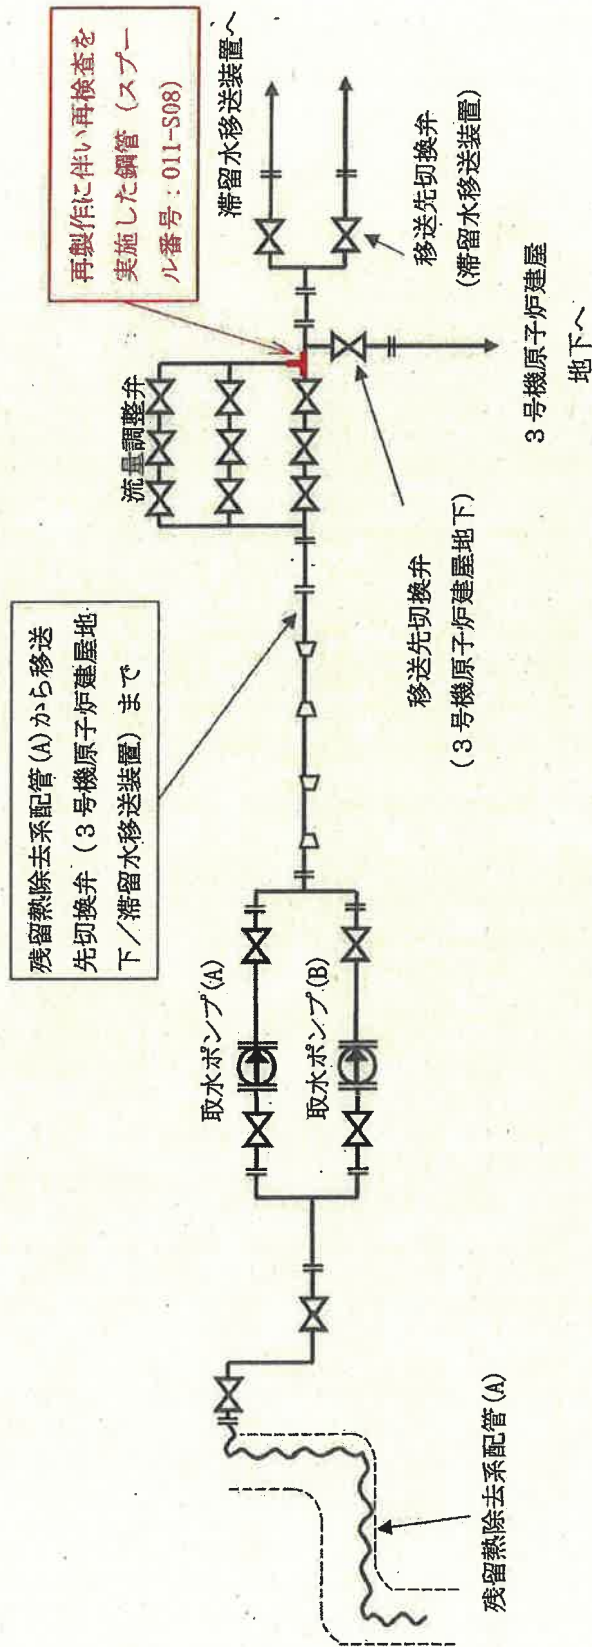 残留熱除去系配管(A)から移送
先切換弁(3号機原子炉建屋地
下/滞留水移送装置)まで
再製作に伴い再検査を
実施した鋼管(スプー
ル番号:011-S08)
流量調整弁
滞留水移送装置へ
取水ポンプ(A)
取水ポンプ(B)
移送先切換弁
(滞留水移送装置)
移送先切換弁
(3号機原子炉建屋地下)
3号機原子炉建屋
地下へ
残留熱除去系配管(A)